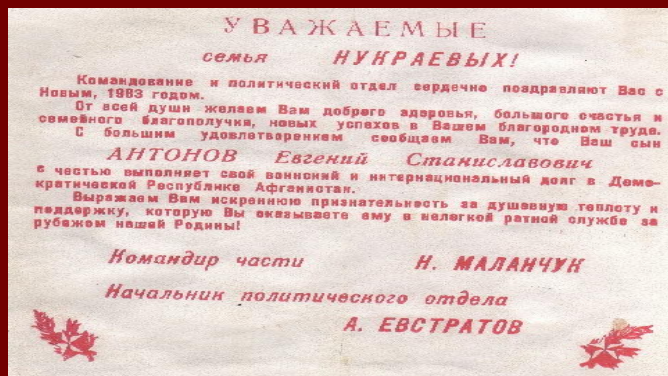 УВАЖАЕМЫЕ
семья НУКРАЕВЫХ!
Командование и политический отдел сердечно поздравляют Вас с
Новым, 1983 годом.
От всей души желаем Вам доброго здоровья, большого счастья и
семейного благополучия, новых успехов в Вашем благородном труде.
С большим удовлетворением сообщаем Вам, что Ваш сын
АНТОНОВ Евгений Станиславович
с честью выполняет свой воинский и интернациональный долг в Демо-
кратической Республике Афганистан.
Выражаем Вам искреннюю признательность за душевную теплоту и
поддержку, которую Вы оказываете ему в нелегкой ратной службе за
рубежом нашей Родины!
Командир части Н. МАЛАНЧУК
Начальник политического отдела
А. ЕВСТРАТОВ